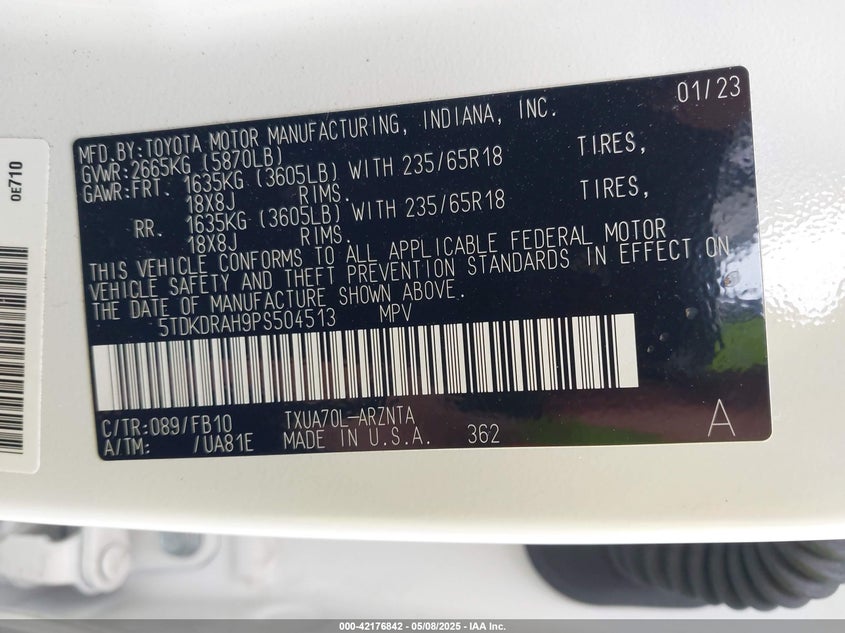 01/23
MFD.BY:TOYOTA MOTOR MANUFACTURING, INDIANA, INC.
GVWR:2665KG (5870LB)
GAWR:FRT. 1635KG (3605LB) WITH 235/65R18 TIRES,
18X8J RIMS.
RR. 1635KG (3605LB) WITH 235/65R18 TIRES,
18X8J RIMS.
THIS VEHICLE CONFORMS TO ALL APPLICABLE FEDERAL MOTOR
VEHICLE SAFETY AND THEFT PREVENTION STANDARDS IN EFFECT ON
THE DATE OF MANUFACTURE SHOWN ABOVE.
5TDKDRAH9PS504513 MPV
C/TR:089/FB10 TXUA70L-ARZNTA
A/TM: /UA81E MADE IN U.S.A. 362 A
0E710
000-42176842 - 05/08/2025 - IAA Inc.